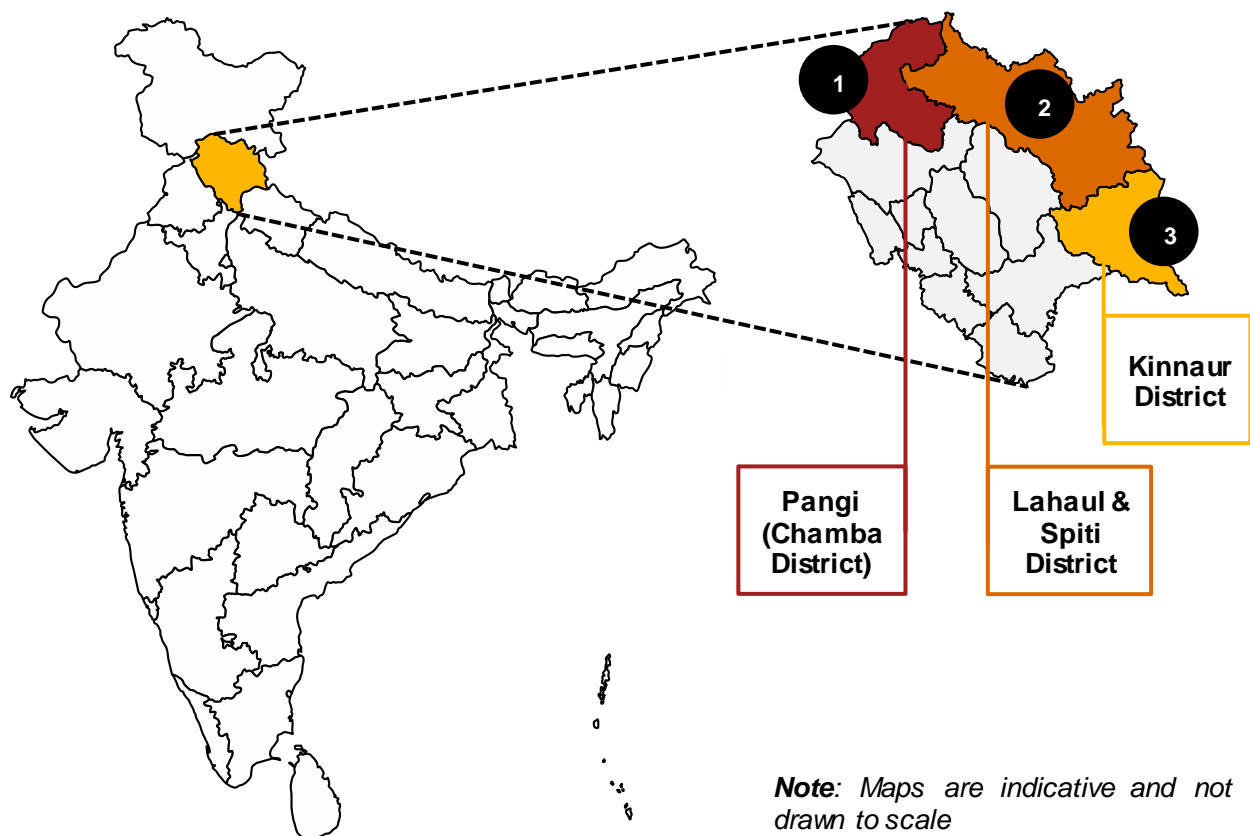 1
2
3
Kinnaur
District
Pangi
(Chamba
District)
Lahaul &
Spiti
District
Note: Maps are indicative and not
drawn to scale